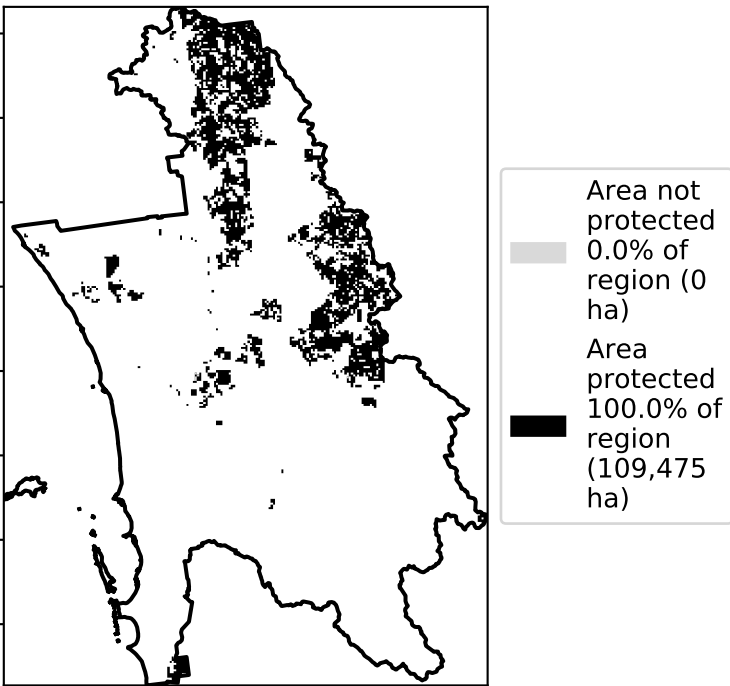 Area not
protected
0.0% of
region (0
ha)
Area
protected
100.0% of
region
(109,475
ha)